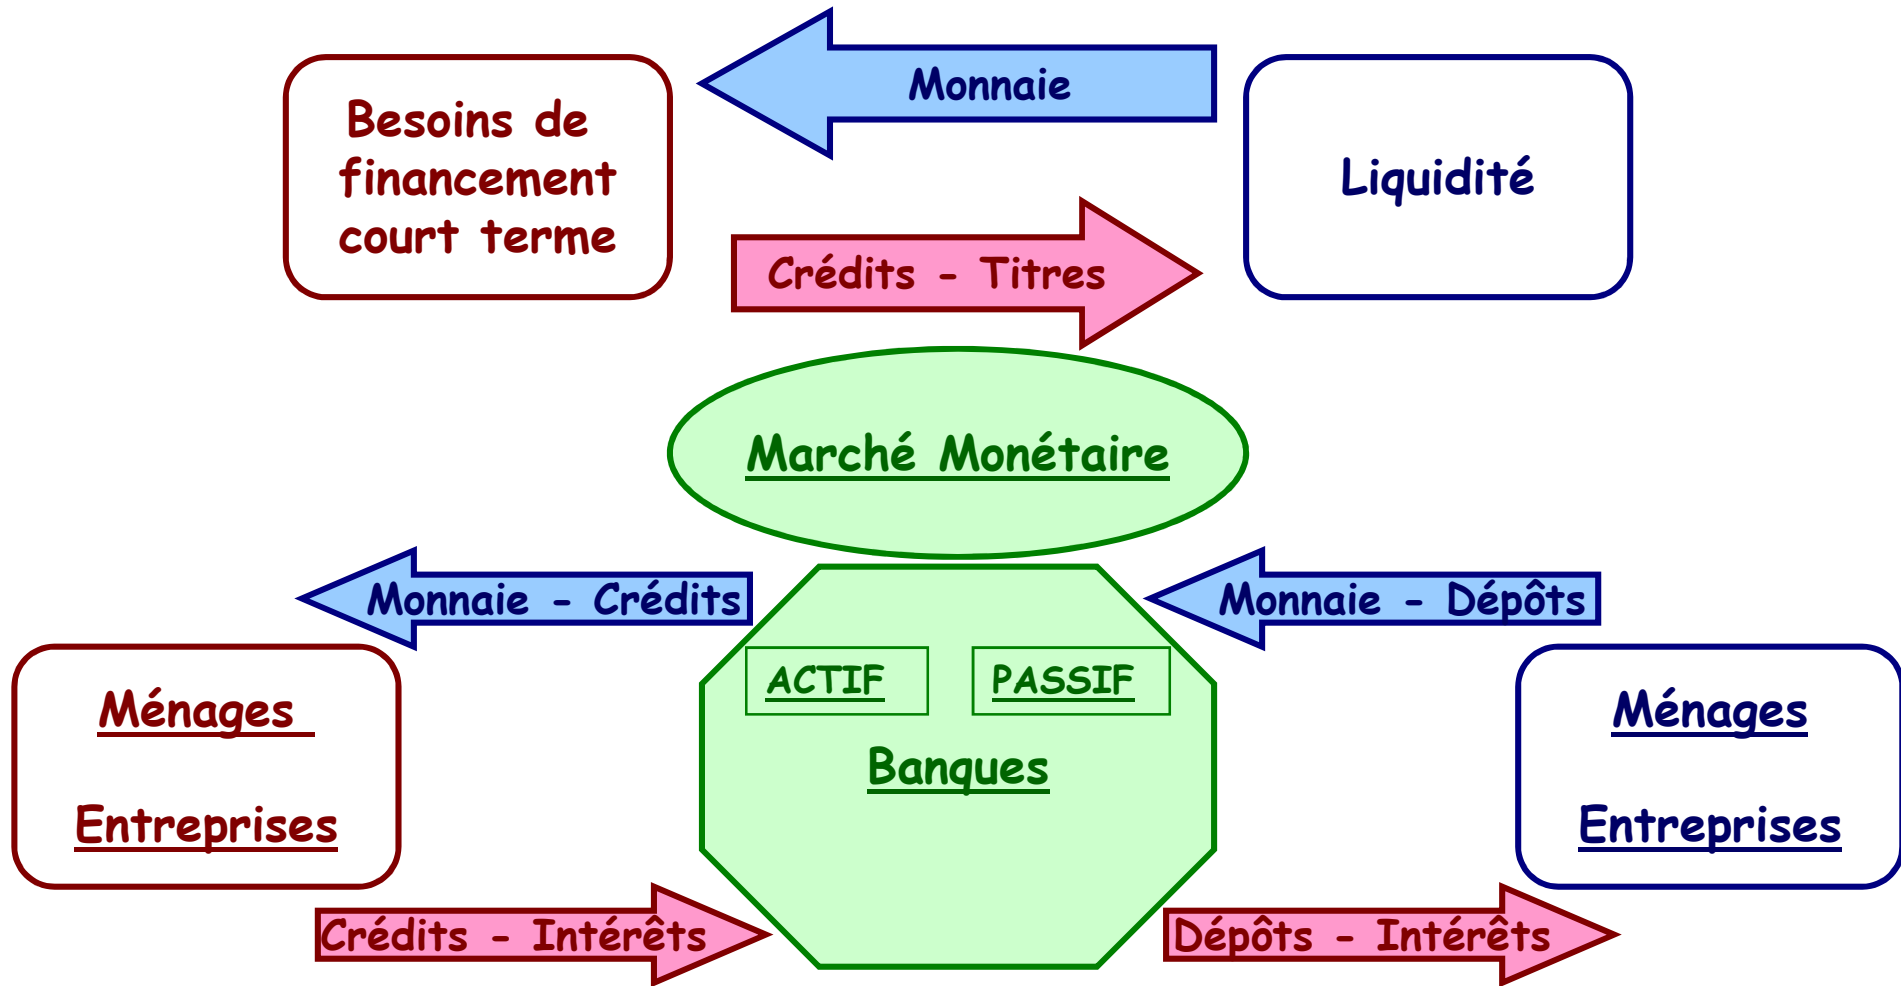 Monnaie
Besoins de
financement
court terme
Liquidité
Crédits - Titres
Marché Monétaire
Monnaie - Crédits
Monnaie - Dépôts
ACTIF
PASSIF
Ménages
Entreprises
Banques
Ménages
Entreprises
Crédits - Intérêts
Dépôts - Intérêts